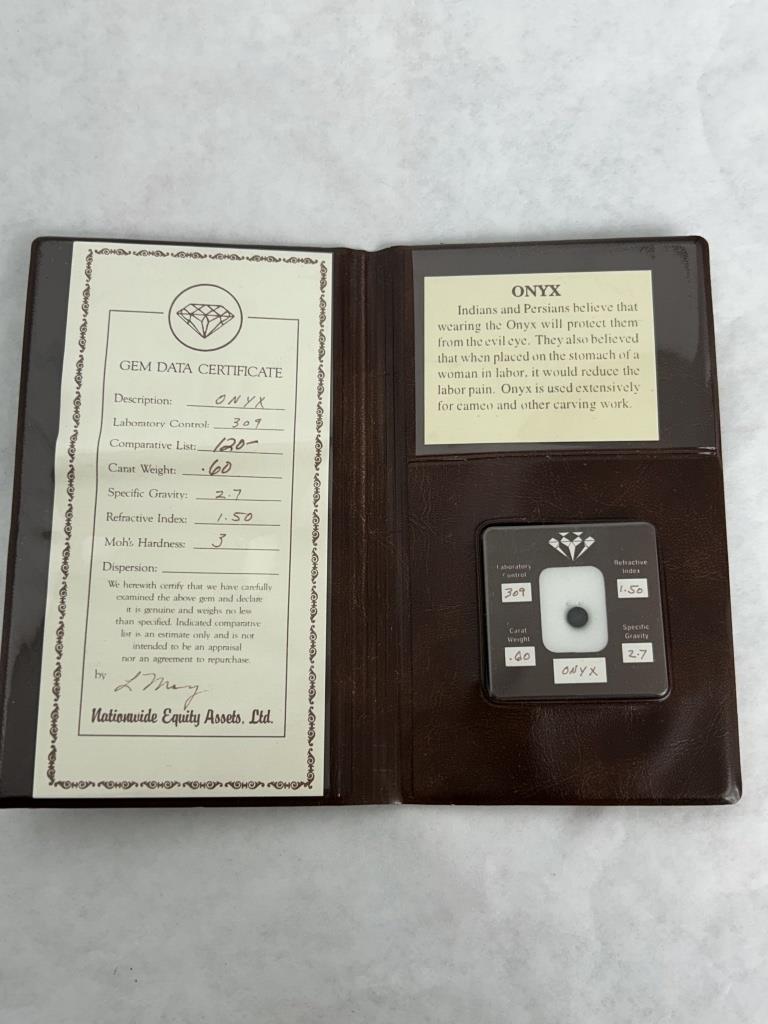 GEM DATA CERTIFICATE
Description: ONYX
Laboratory Control: 309
Comparative List: 120-
Carat Weight: .60
Specific Gravity: 2.7
Refractive Index: 1.50
Moh's Hardness: 3
Dispersion:
We herewith certify that we have carefully
examined the above gem and declare
it is genuine and weighs no less
than specified. Indicated comparative
list is an estimate only and is not
intended to be an appraisal
nor an agreement to repurchase.
by
Nationwide Equity Assets, Ltd.
ONYX
Indians and Persians believe that
wearing the Onyx will protect them
from the evil eye. They also believed
that when placed on the stomach of a
woman in labor, it would reduce the
labor pain. Onyx is used extensively
for cameo and other carving work.
Laboratory
Control
309
Refractive
Index
1.50
Carat
Weight
.60
Specific
Gravity
2.7
ONYX